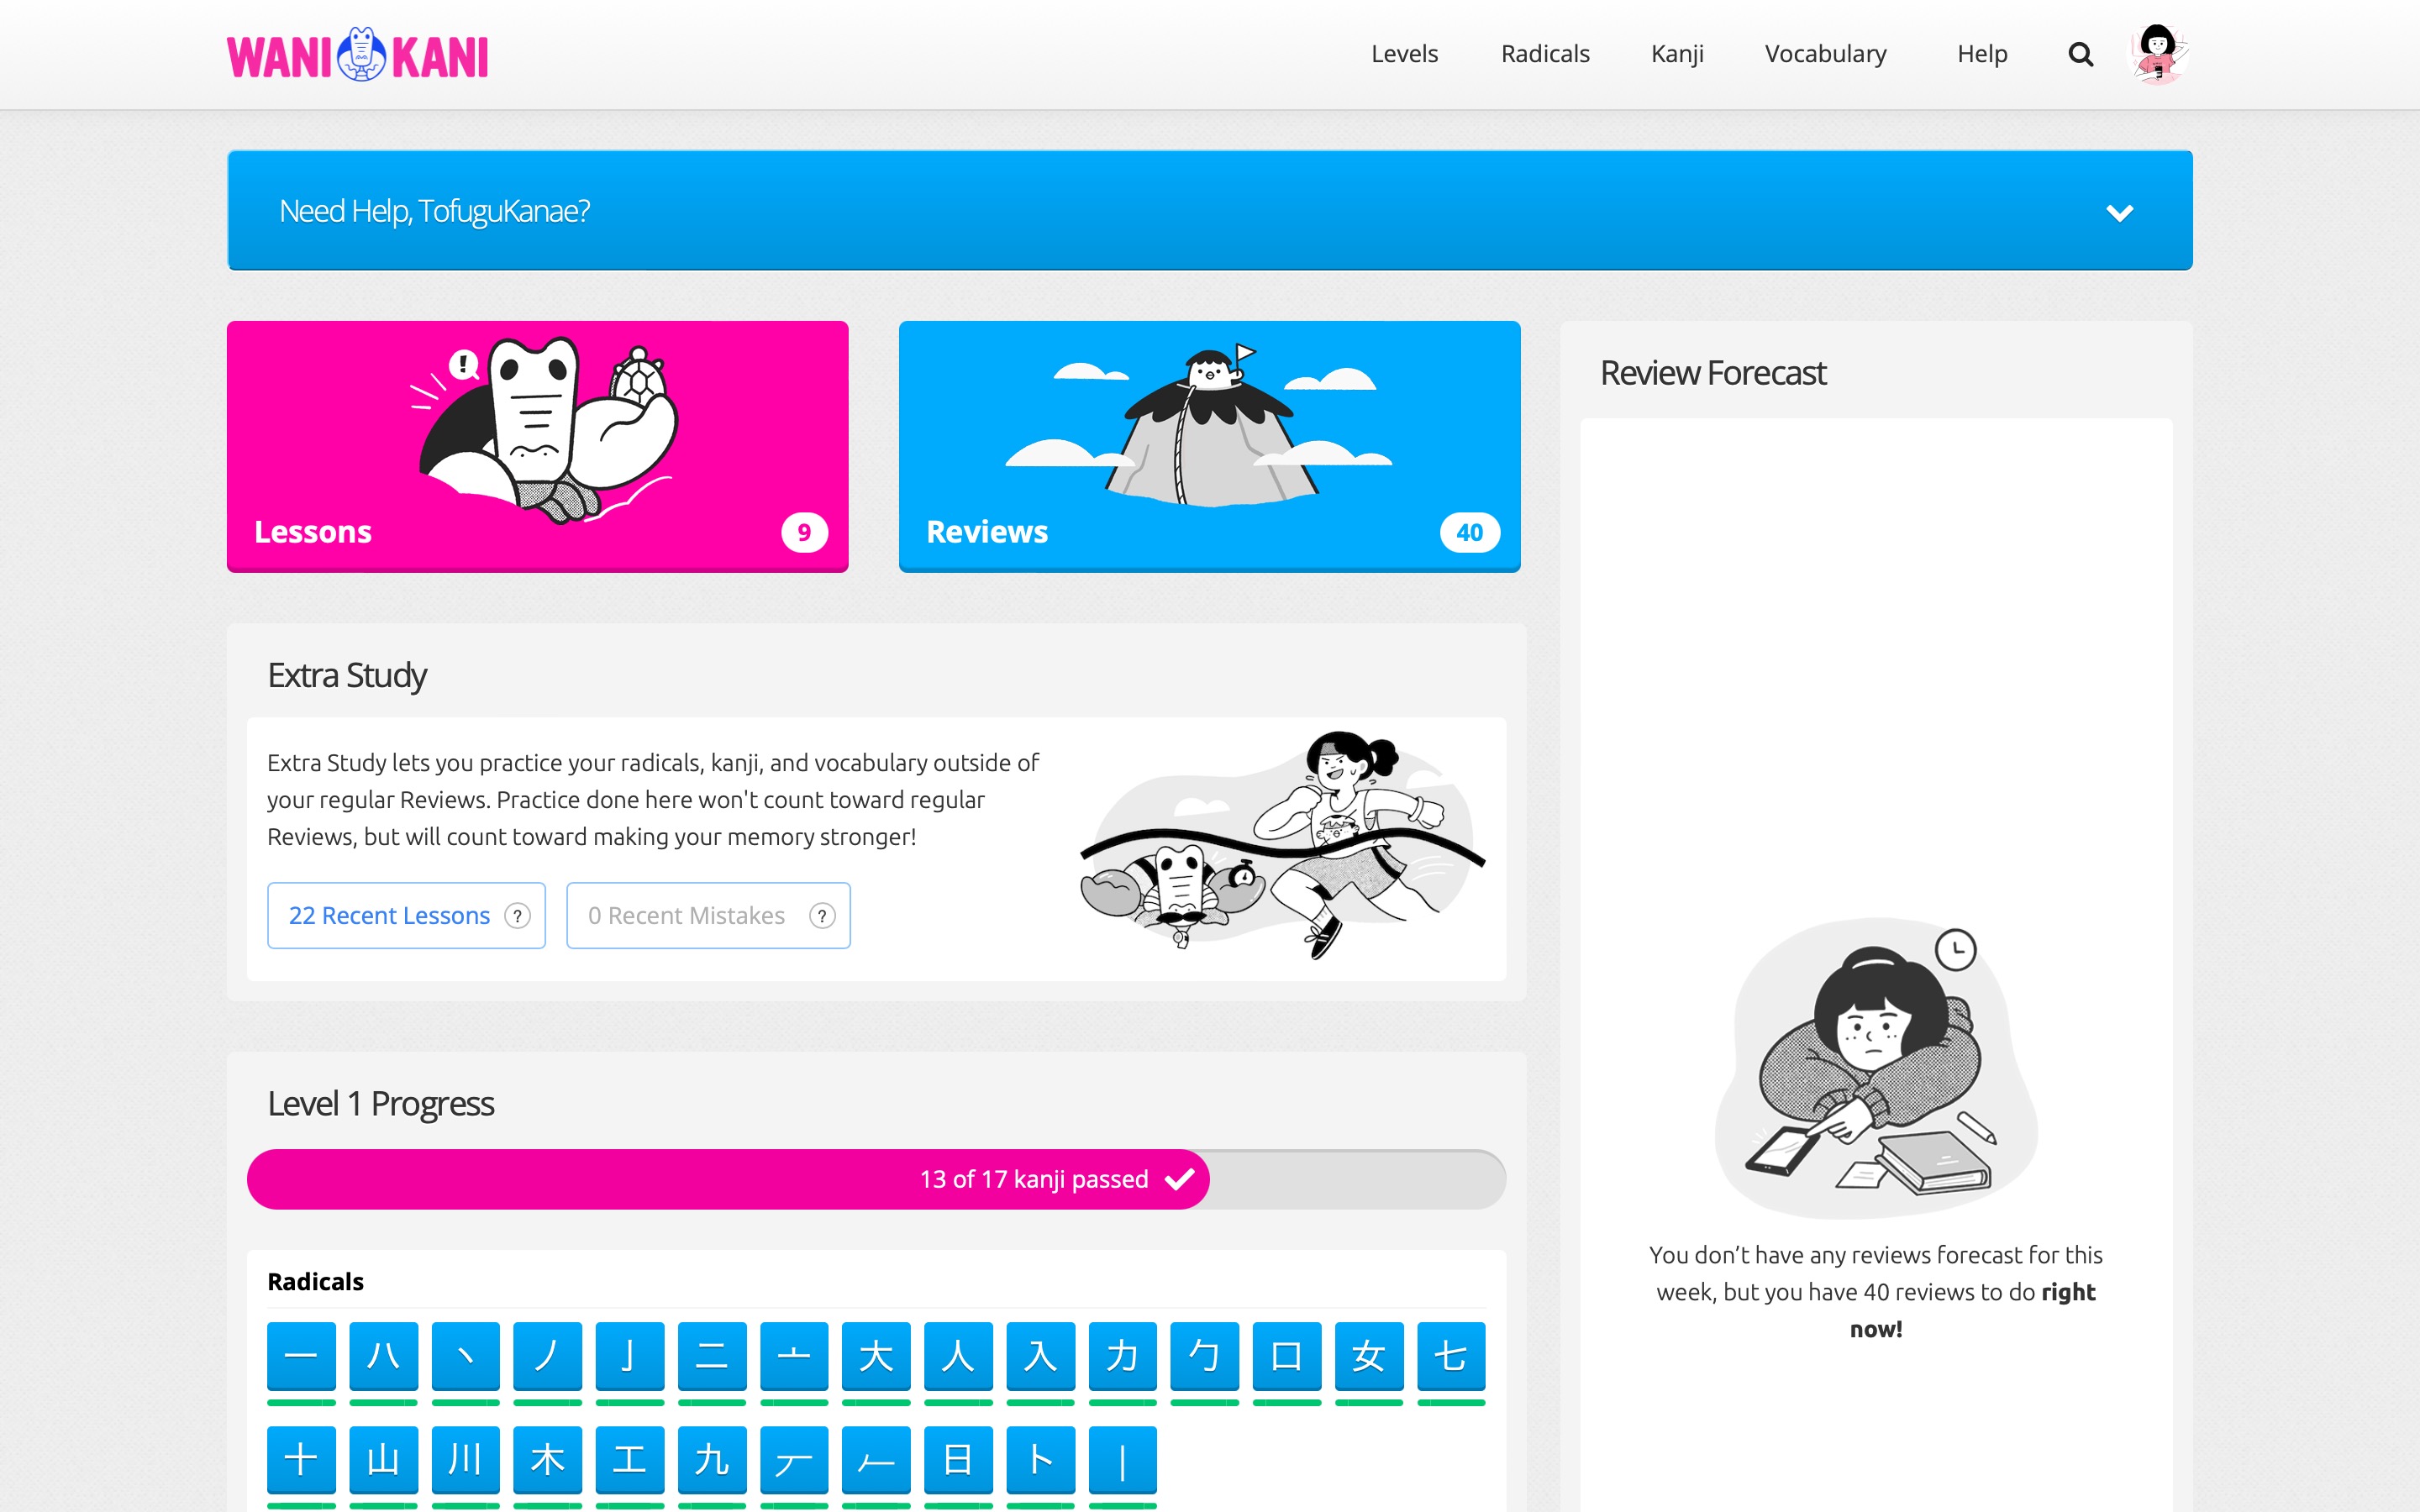 WANI KANI
Levels Radicals Kanji Vocabulary Help
Need Help, TofuguKanae?
!
Lessons 9
Reviews 40
Extra Study
Extra Study lets you practice your radicals, kanji, and vocabulary outside of
your regular Reviews. Practice done here won't count toward regular
Reviews, but will count toward making your memory stronger!
22 Recent Lessons ?
0 Recent Mistakes ?
Level 1 Progress
13 of 17 kanji passed
Radicals
一 八 丶 ノ 亅 二 亠 大 人 入 力 勹 口 女 七
十 山 川 木 工 九 丆 𠂉 日 ト 丨
Review Forecast
You don’t have any reviews forecast for this
week, but you have 40 reviews to do right
now!